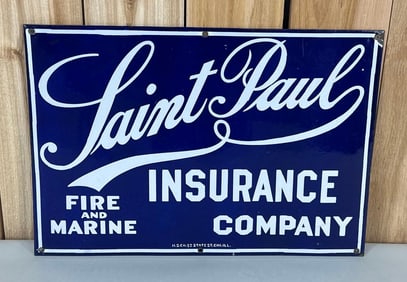 Saint Paul
FIRE
AND
MARINE
INSURANCE
COMPANY